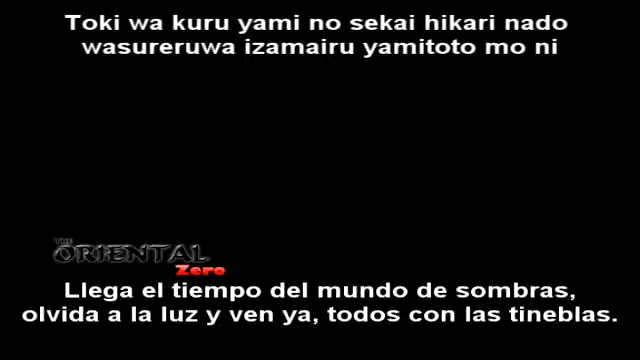 Toki wa kuru yami no sekai hikari nado
wasureruwa izamairu yamitoto mo ni
THE
ORIENTAL
Zero
Llega el tiempo del mundo de sombras,
olvida a la luz y ven ya, todos con las tineblas.